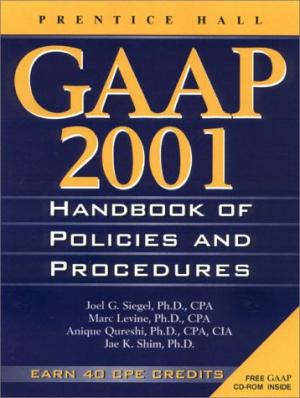 PRENTICE HALL
GAAP
2001
HANDBOOK OF
POLICIES AND
PROCEDURES
Joel G. Siegel, Ph.D., CPA
Marc Levine, Ph.D., CPA
Anique Qureshi, Ph.D., CPA, CIA
Jae K. Shim, Ph.D.
EARN 40 CPE CREDITS
FREE GAAP
CD-ROM INSIDE